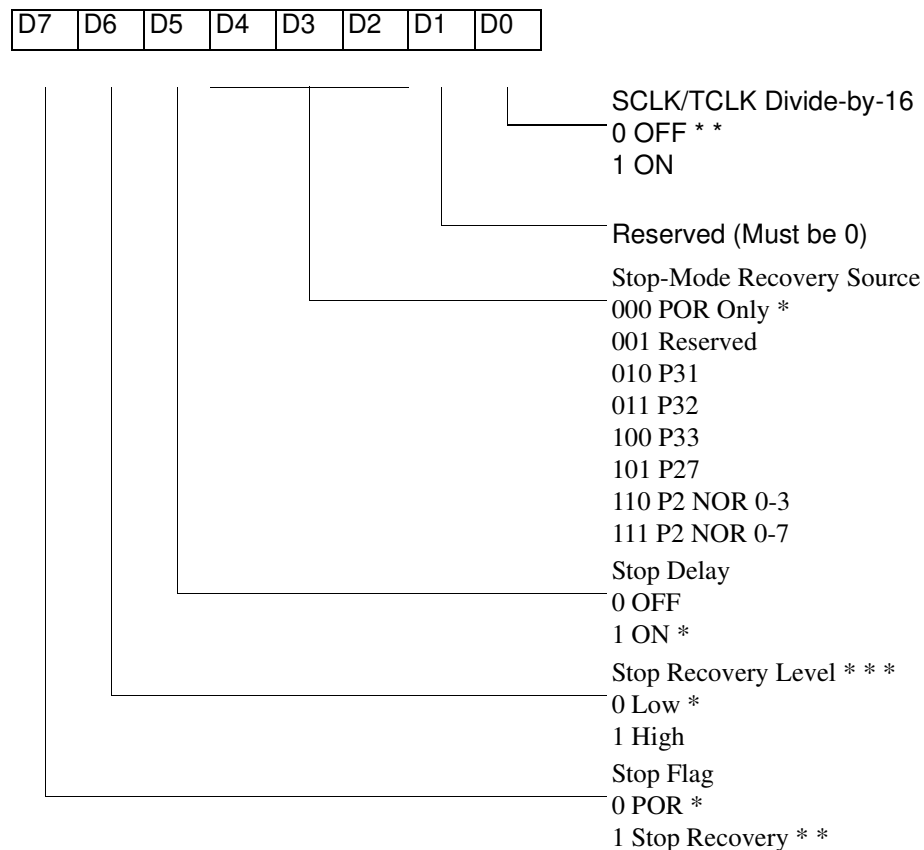 D7 D6 D5 D4 D3 D2 D1 D0
SCLK/TCLK Divide-by-16
0 OFF * *
1 ON
Reserved (Must be 0)
Stop-Mode Recovery Source
000 POR Only *
001 Reserved
010 P31
011 P32
100 P33
101 P27
110 P2 NOR 0-3
111 P2 NOR 0-7
Stop Delay
0 OFF
1 ON *
Stop Recovery Level * * *
0 Low *
1 High
Stop Flag
0 POR *
1 Stop Recovery * *